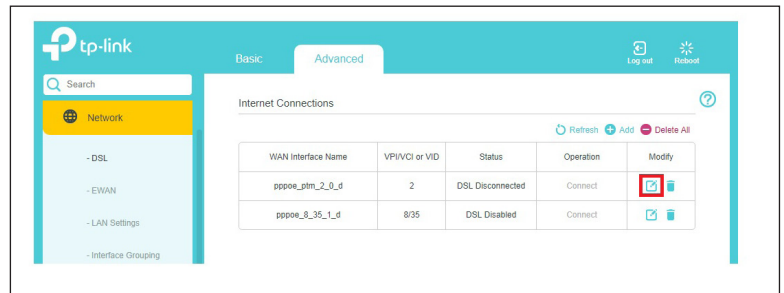 tp-link
Basic Advanced Log out Reboot
Search
Network
- DSL
- EWAN
- LAN Settings
- Interface Grouping
Internet Connections
Refresh Add Delete All
WAN Interface Name VPI/VCI or VID Status Operation Modify
pppoe_ptm_2_0_d 2 DSL Disconnected Connect
pppoe_8_35_1_d 8/35 DSL Disabled Connect